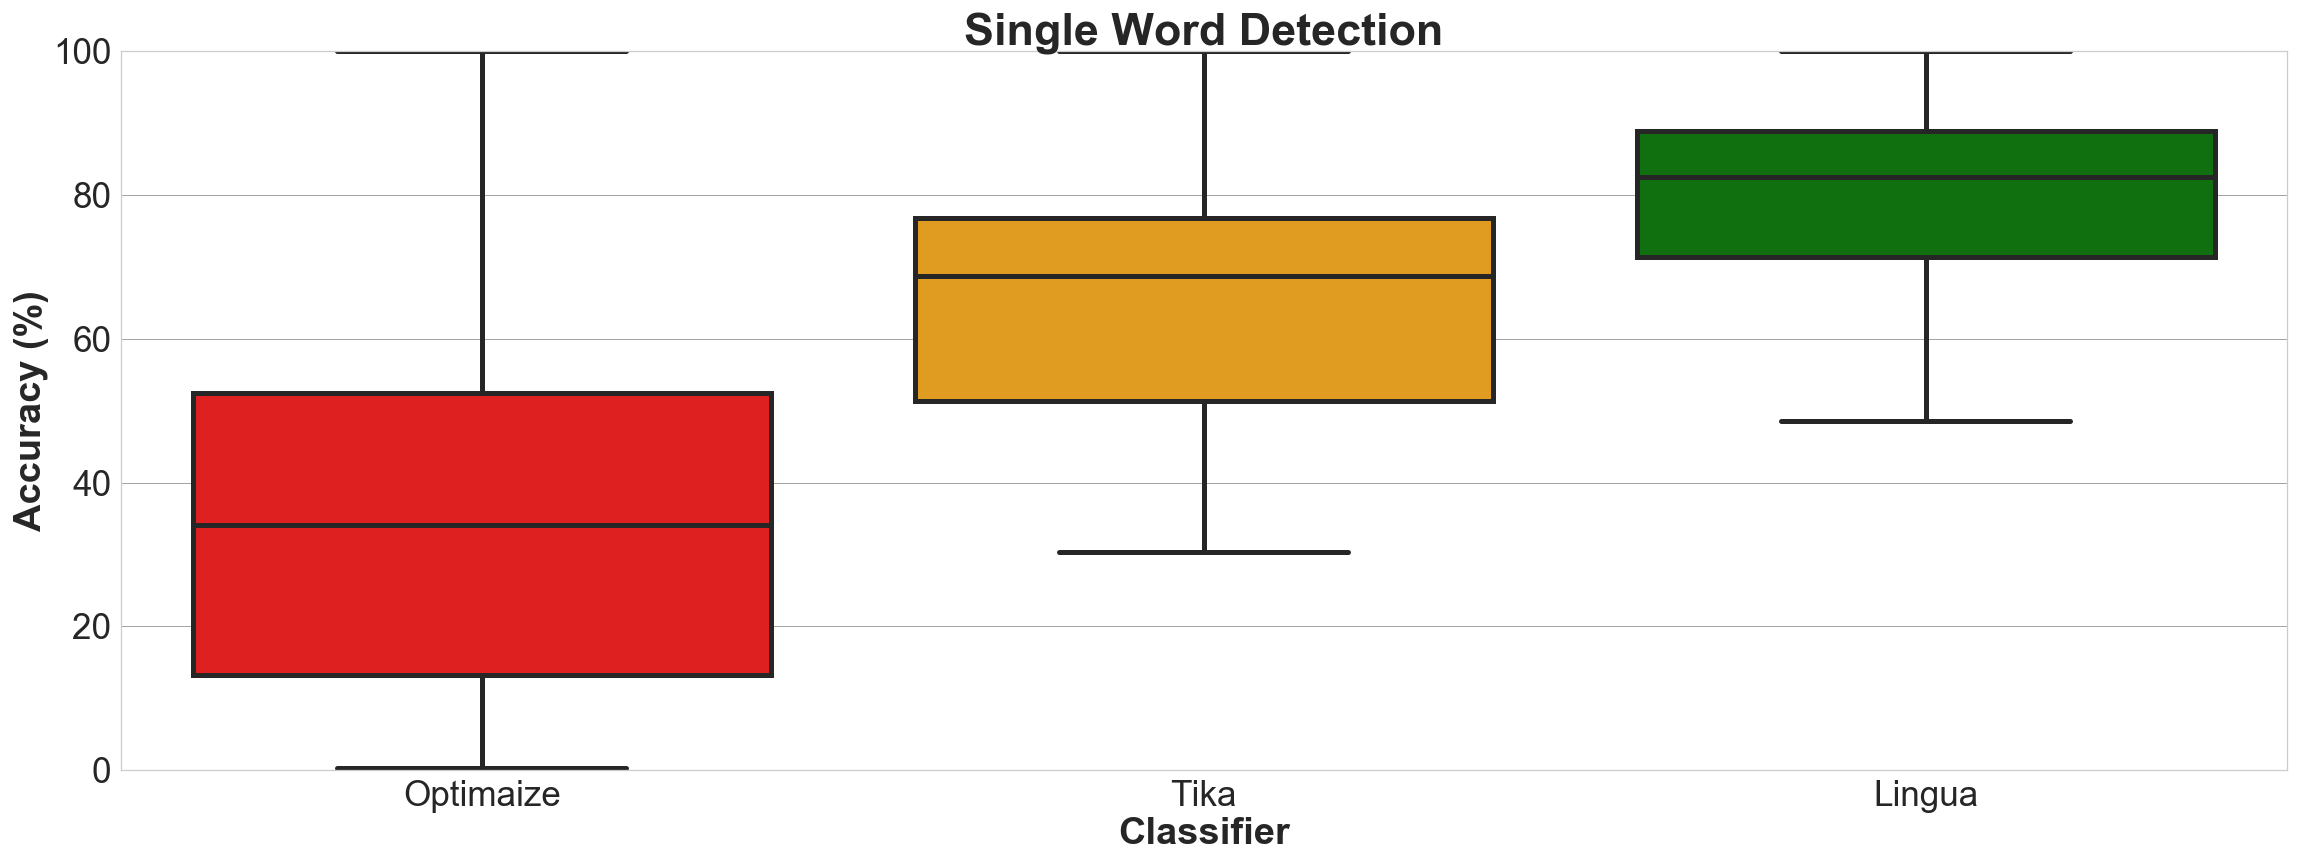 Single Word Detection
100
80
60
40
20
0
Accuracy (%)
Optimaize
Tika
Lingua
Classifier